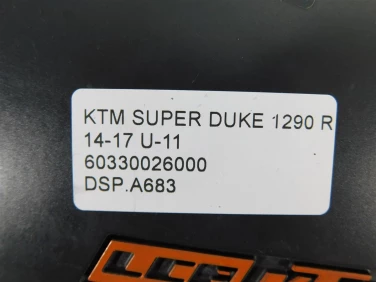 KTM SUPER DUKE 1290 R
14-17 U-11
60330026000
DSP.A683